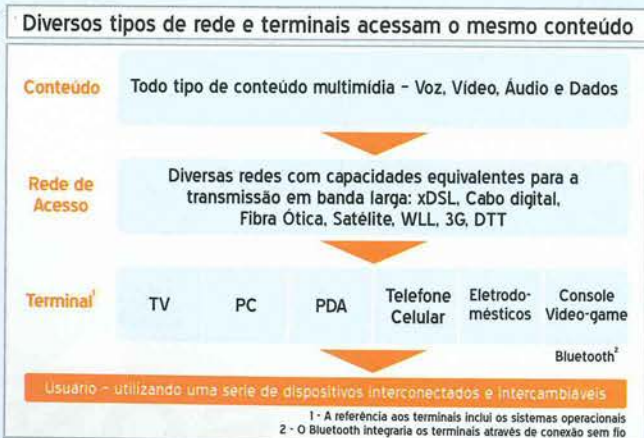 Diversos tipos de rede e terminais acessam o mesmo conteúdo
Conteúdo
Todo tipo de conteúdo multimídia - Voz, Vídeo, Áudio e Dados
Rede de
Acesso
Diversas redes com capacidades equivalentes para a
transmissão em banda larga: xDSL, Cabo digital,
Fibra Ótica, Satélite, WLL, 3G, DTT
Terminal¹
TV
PC
PDA
Telefone
Celular
Eletrodo-
mésticos
Console
Video-game
Bluetooth²
Usuário - utilizando uma serie de dispositivos interconectados e intercambiáveis
1 - A referência aos terminais inclui os sistemas operacionais
2 - O Bluetooth integraria os terminais através de conexão sem fio